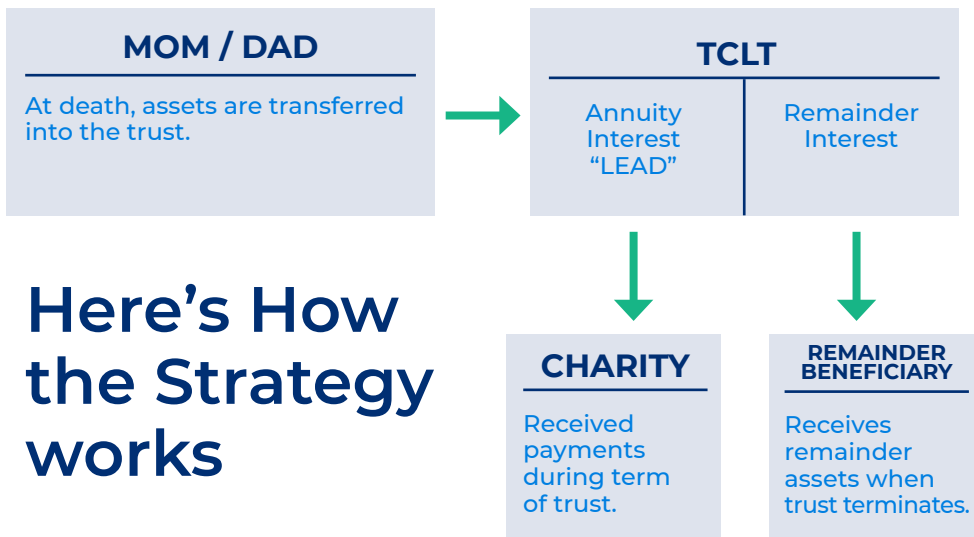 MOM / DAD
At death, assets are transferred
into the trust.
TCLT
Annuity
Interest
“LEAD”
Remainder
Interest
Here’s How
the Strategy
works
CHARITY
Received
payments
during term
of trust.
REMAINDER
BENEFICIARY
Receives
remainder
assets when
trust terminates.